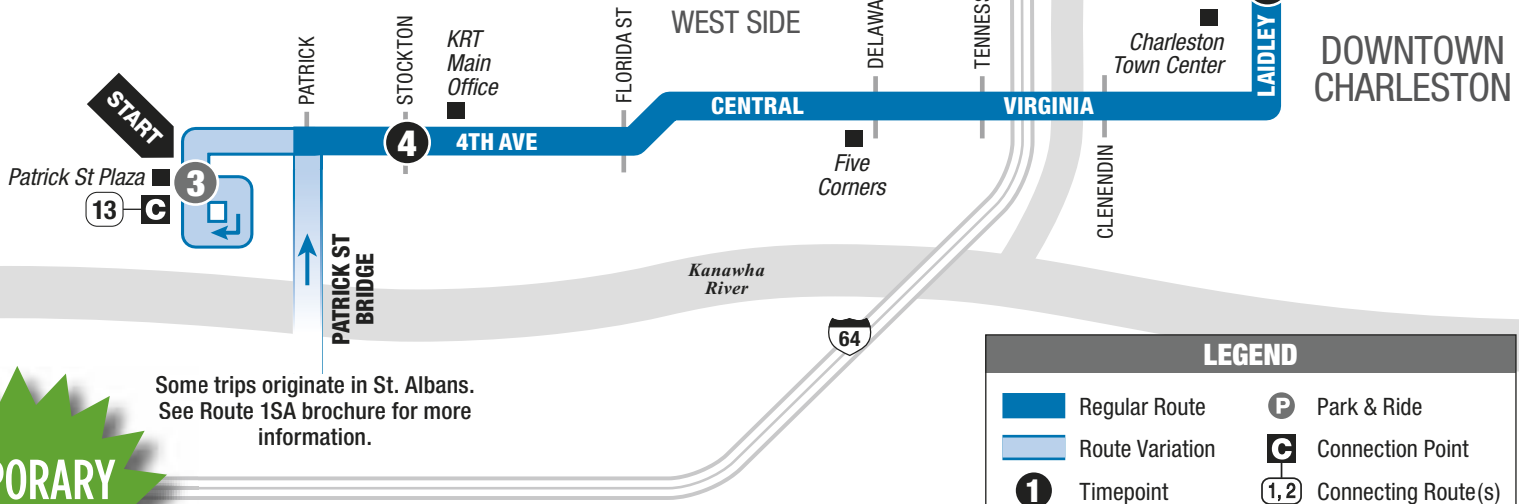 WEST SIDE
DOWNTOWN
CHARLESTON
START
PATRICK
STOCKTON
KRT
Main
Office
FLORIDA ST
Charleston
Town Center
LAIDLEY
4
4TH AVE
CENTRAL
VIRGINIA
Five
Corners
CLENENDIN
Patrick St Plaza
3
13
C
PATRICK ST
BRIDGE
Kanawha
River
64
Some trips originate in St. Albans.
See Route 1SA brochure for more
information.
LEGEND
Regular Route
P Park & Ride
Route Variation
C Connection Point
1 Timepoint
1, 2 Connecting Route(s)